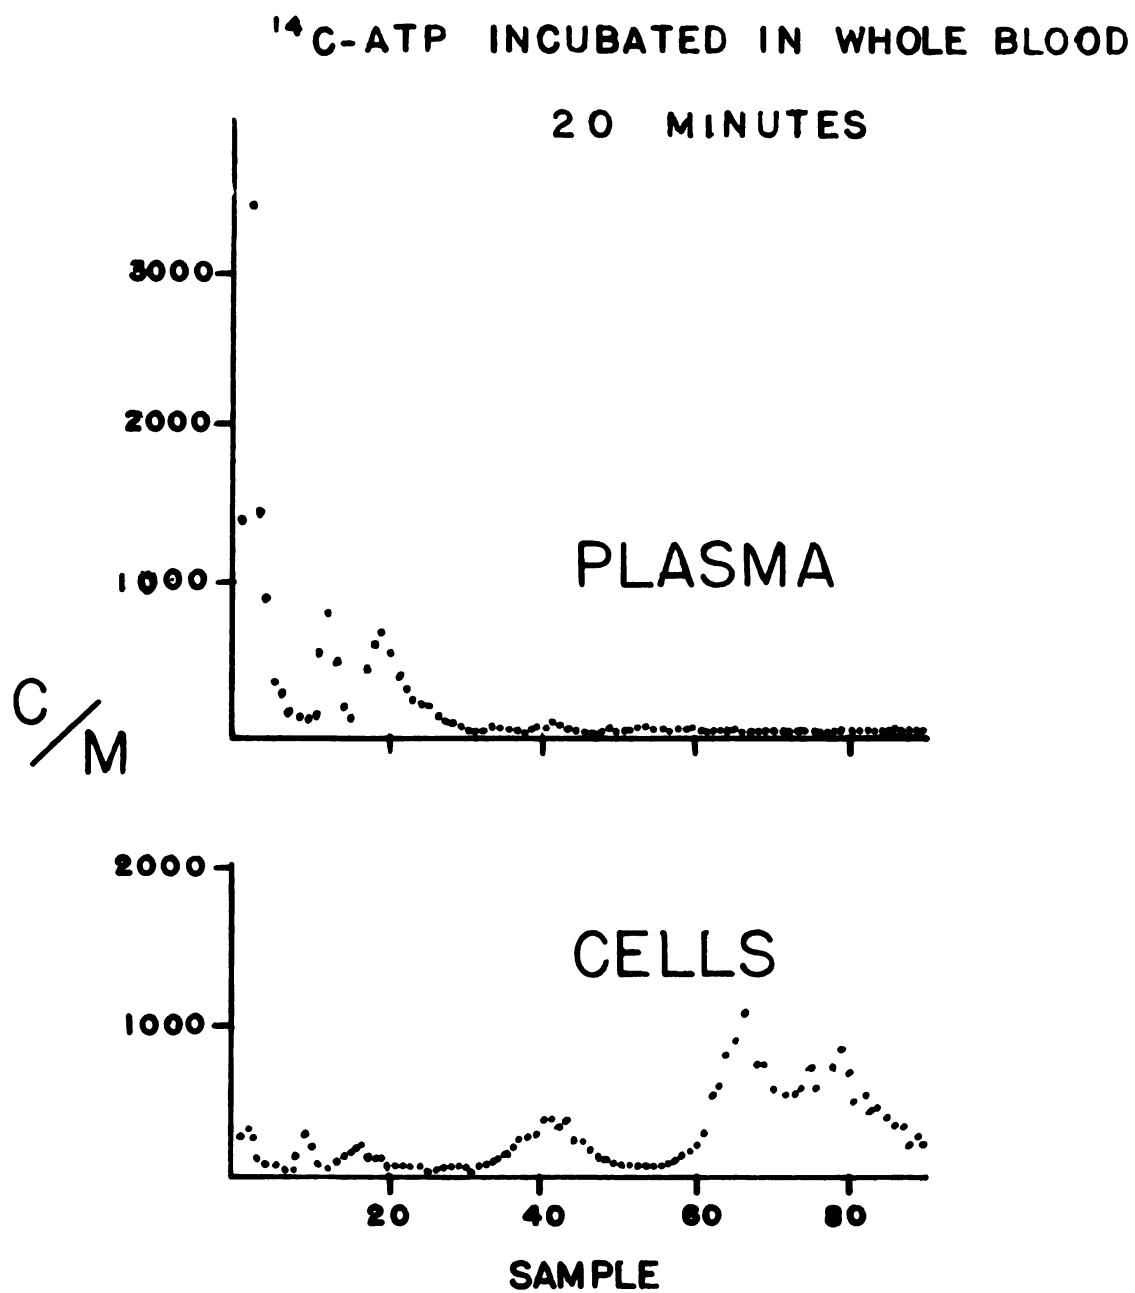 ¹⁴C-ATP INCUBATED IN WHOLE BLOOD
20 MINUTES
3000
2000
1000
PLASMA
C/M
2000
CELLS
1000
20 40 60 80
SAMPLE